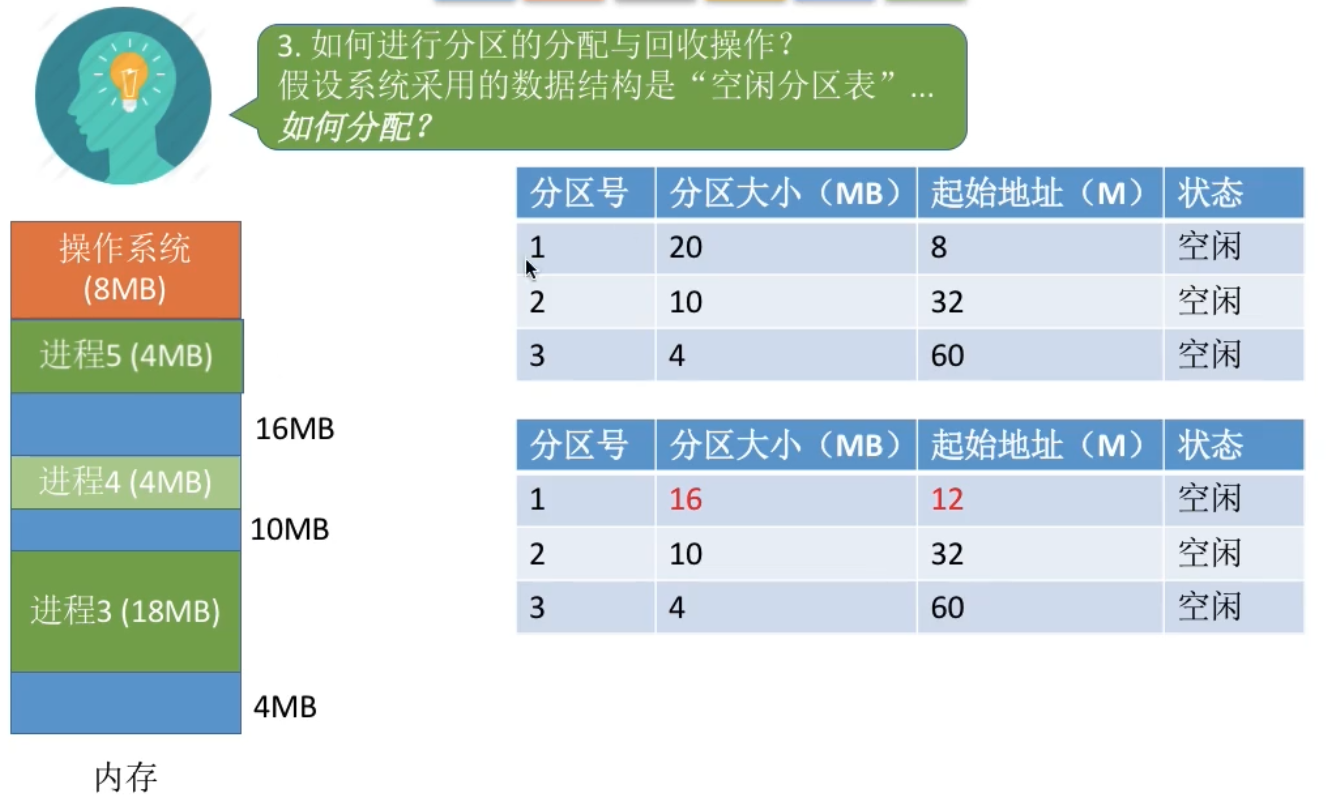 3. 如何进行分区的分配与回收操作？
假设系统采用的数据结构是“空闲分区表”...
如何分配？
操作系统
(8MB)
进程5 (4MB)
16MB
进程4 (4MB)
10MB
进程3 (18MB)
4MB
内存
分区号 分区大小（MB） 起始地址（M） 状态
1 20 8 空闲
2 10 32 空闲
3 4 60 空闲
分区号 分区大小（MB） 起始地址（M） 状态
1 16 12 空闲
2 10 32 空闲
3 4 60 空闲